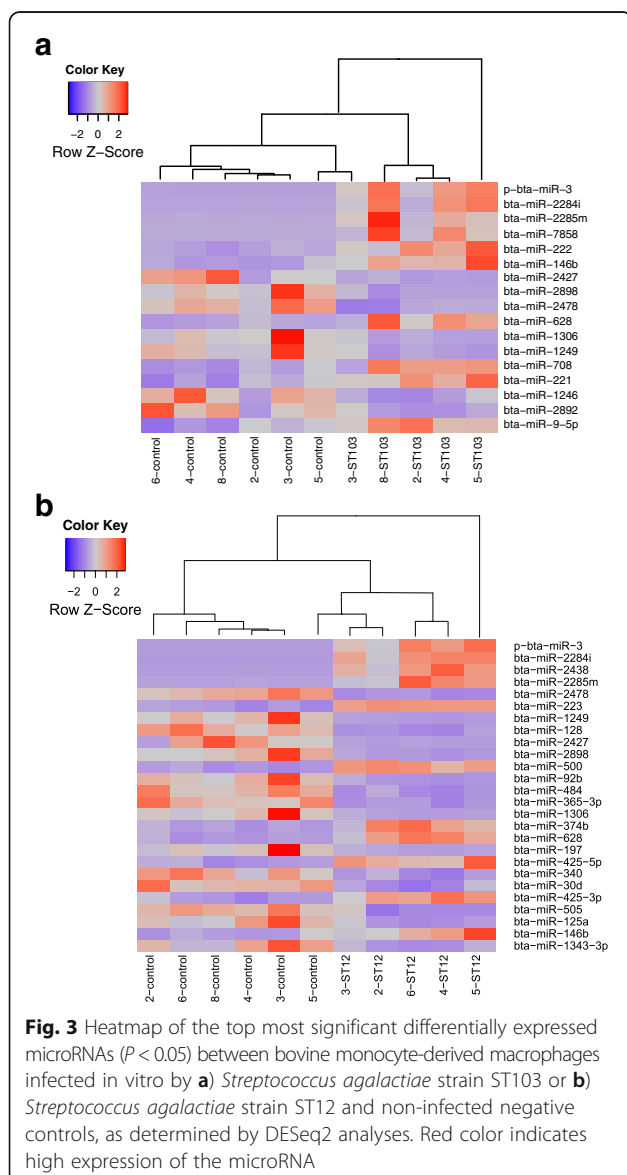 a
Color Key
−2 0 2
Row Z−Score
p−bta−miR−3
bta−miR−2284i
bta−miR−2285m
bta−miR−7858
bta−miR−222
bta−miR−146b
bta−miR−2427
bta−miR−2898
bta−miR−2478
bta−miR−628
bta−miR−1306
bta−miR−1249
bta−miR−708
bta−miR−221
bta−miR−1246
bta−miR−2892
bta−miR−9−5p
6−control 4−control 8−control 2−control 3−control 5−control 3−ST103 8−ST103 2−ST103 4−ST103 5−ST103
b
Color Key
−2 0 2
Row Z−Score
p−bta−miR−3
bta−miR−2284i
bta−miR−2438
bta−miR−2285m
bta−miR−2478
bta−miR−223
bta−miR−1249
bta−miR−128
bta−miR−2427
bta−miR−2898
bta−miR−500
bta−miR−92b
bta−miR−484
bta−miR−365−3p
bta−miR−1306
bta−miR−374b
bta−miR−628
bta−miR−197
bta−miR−425−5p
bta−miR−340
bta−miR−30d
bta−miR−425−3p
bta−miR−505
bta−miR−125a
bta−miR−146b
bta−miR−1343−3p
2−control 6−control 8−control 4−control 3−control 5−control 3−ST12 2−ST12 6−ST12 4−ST12 5−ST12
Fig. 3 Heatmap of the top most significant differentially expressed
microRNAs (P < 0.05) between bovine monocyte-derived macrophages
infected in vitro by a) Streptococcus agalactiae strain ST103 or b)
Streptococcus agalactiae strain ST12 and non-infected negative
controls, as determined by DESeq2 analyses. Red color indicates
high expression of the microRNA